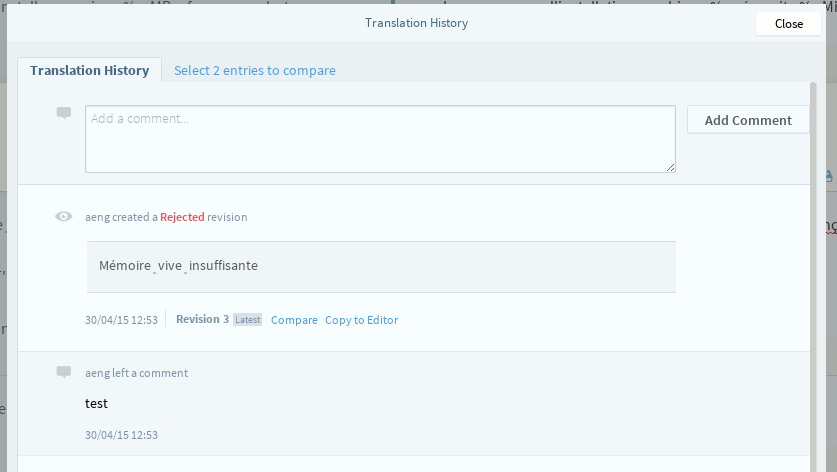 Translation History
Close
Translation History
Select 2 entries to compare
Add a comment...
Add Comment
aeng created a Rejected revision
Mémoire vive insuffisante
30/04/15 12:53
Revision 3 Latest
Compare
Copy to Editor
aeng left a comment
test
30/04/15 12:53